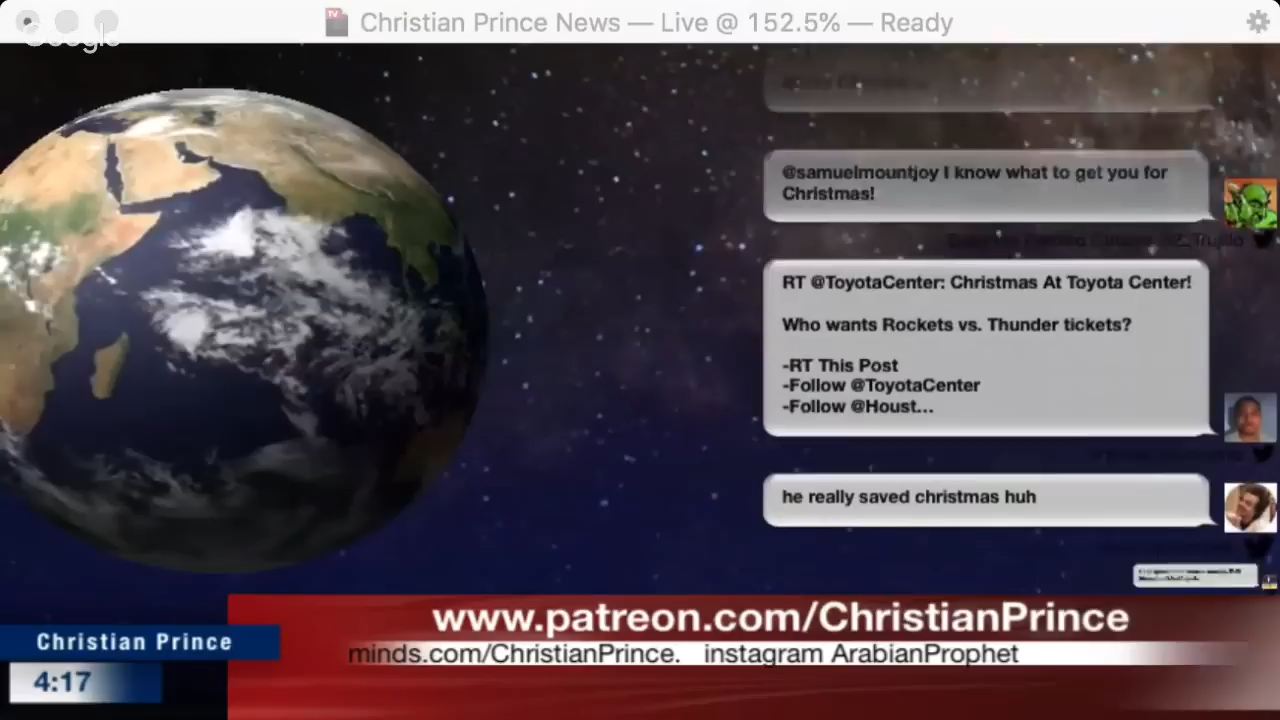 Christian Prince News — Live @ 152.5% — Ready
Google
@samuelmountjoy I know what to get you for
Christmas!
Trujillo
RT @ToyotaCenter: Christmas At Toyota Center!
Who wants Rockets vs. Thunder tickets?
-RT This Post
-Follow @ToyotaCenter
-Follow @Houst...
he really saved christmas huh
www.patreon.com/ChristianPrince
Christian Prince
minds.com/ChristianPrince. instagram ArabianProphet
4:17